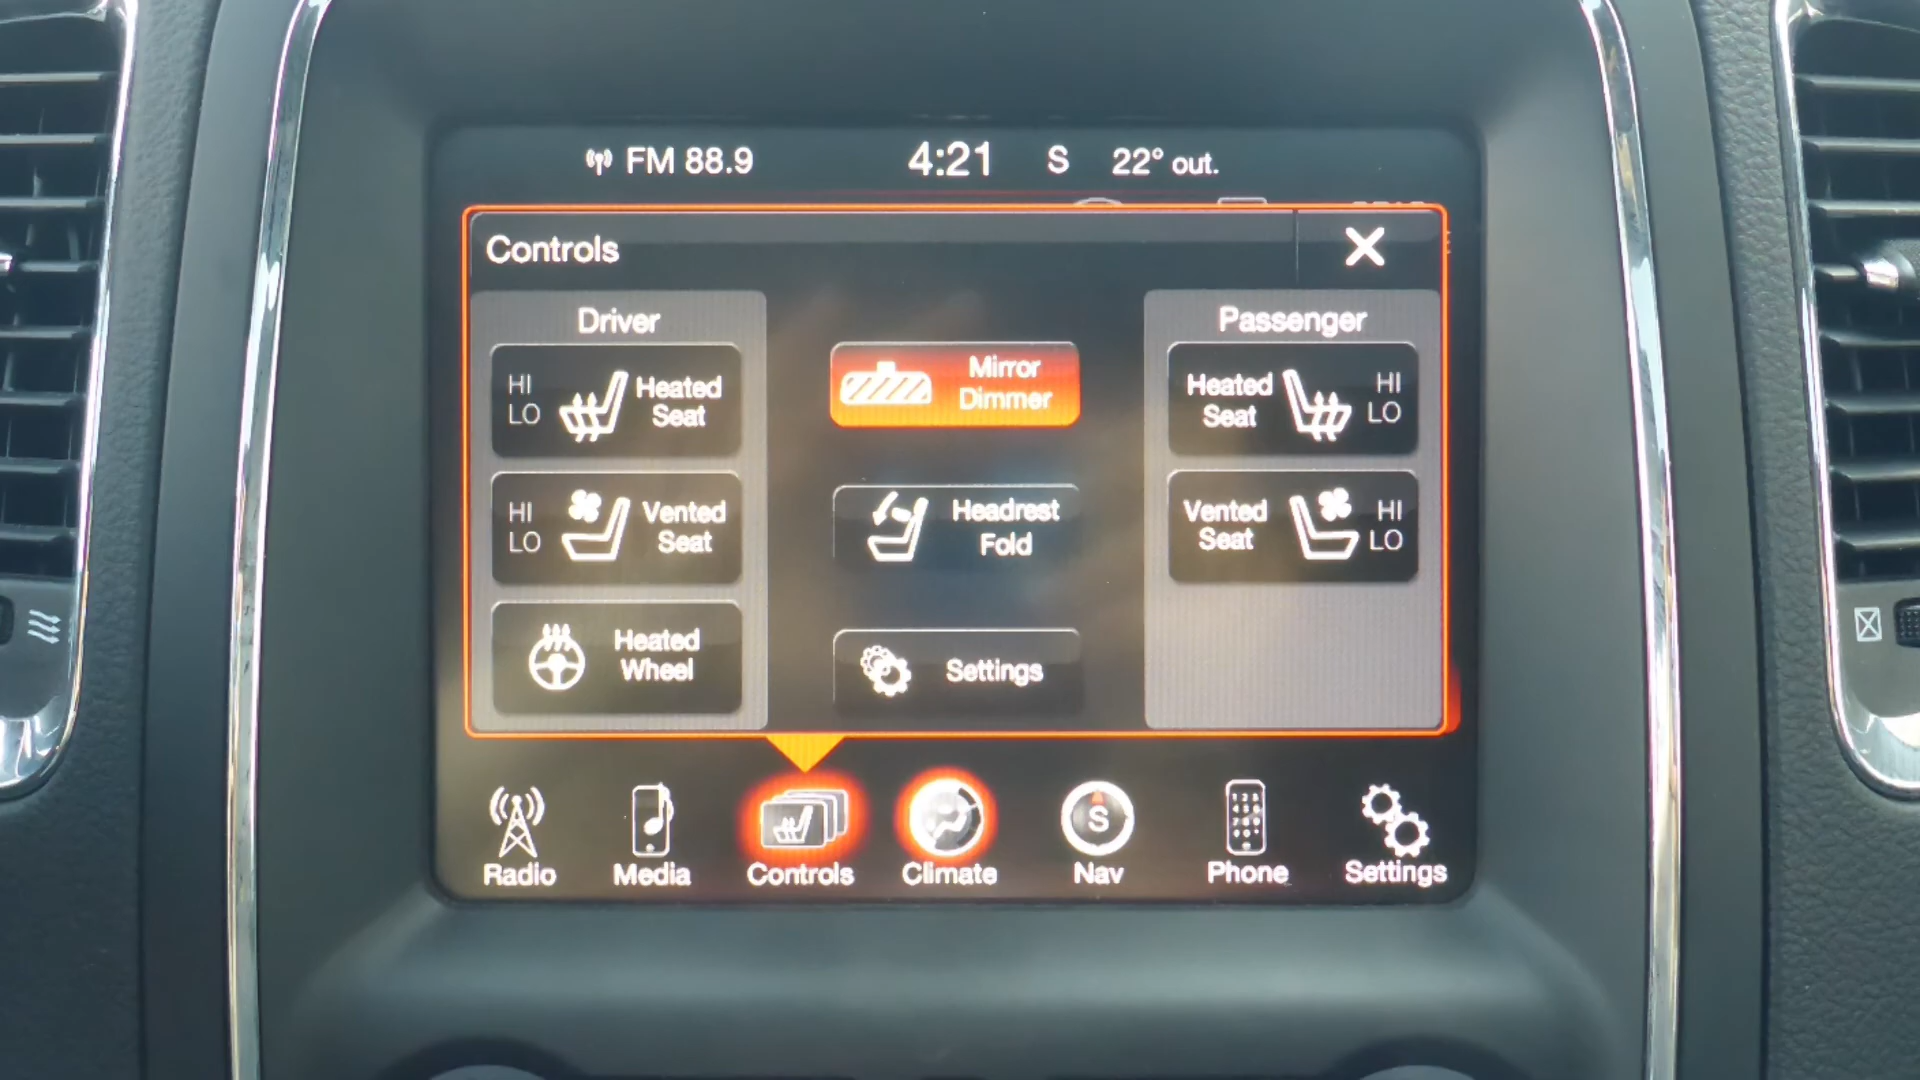 FM 88.9 4:21 S 22° out.
Controls
Driver
HI
LO
Heated
Seat
HI
LO
Vented
Seat
Heated
Wheel
Mirror
Dimmer
Headrest
Fold
Settings
Passenger
Heated
Seat
HI
LO
Vented
Seat
HI
LO
S
Radio Media Controls Climate Nav Phone Settings